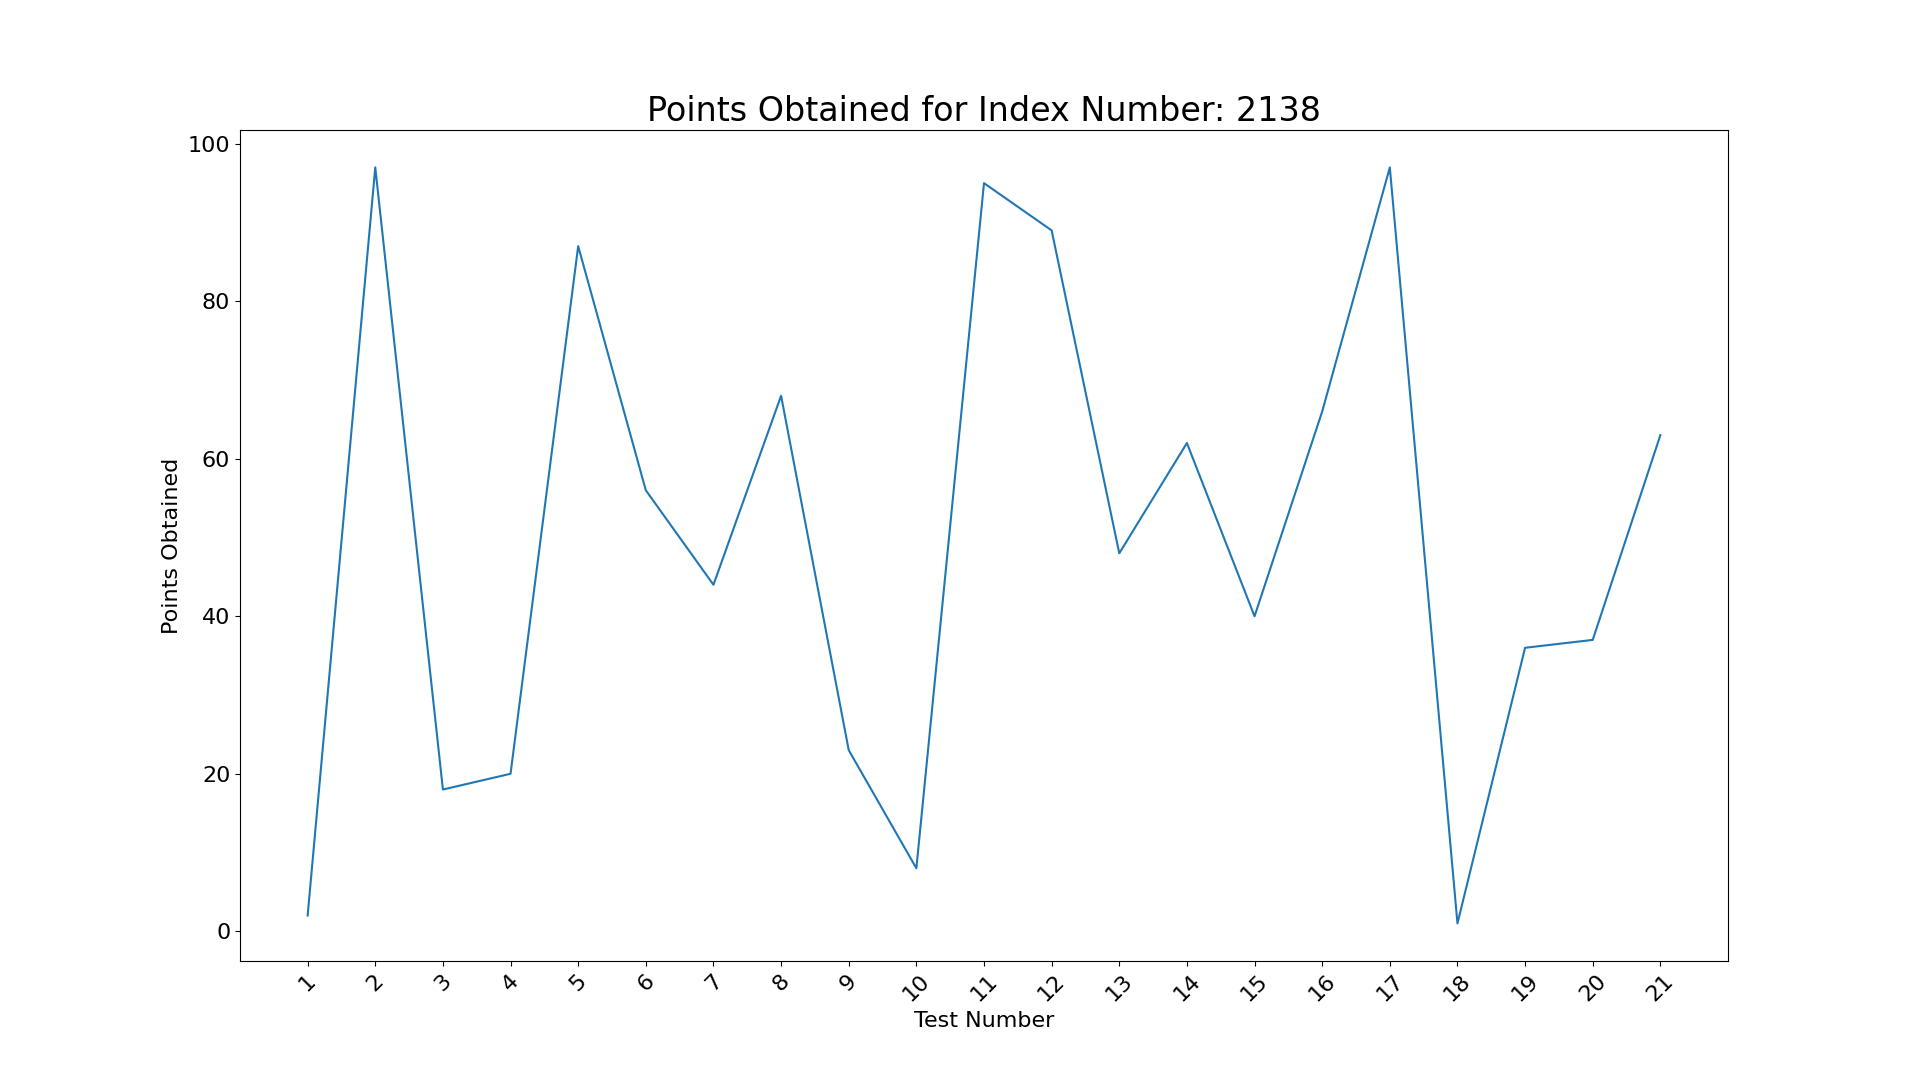 Points Obtained for Index Number: 2138
100
80
60
40
20
0
Points Obtained
1 2 3 4 5 6 7 8 9 10 11 12 13 14 15 16 17 18 19 20 21
Test Number